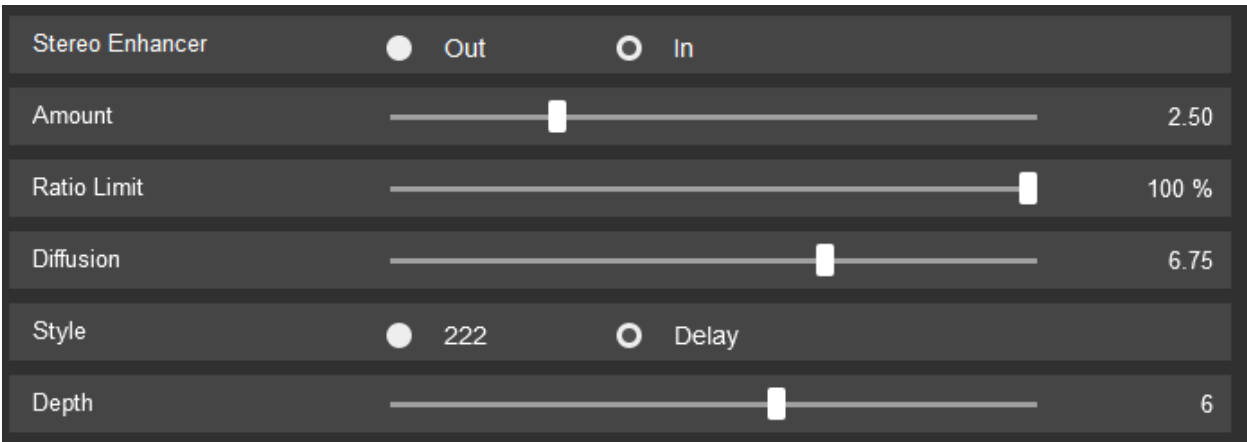 Stereo Enhancer Out In
Amount 2.50
Ratio Limit 100 %
Diffusion 6.75
Style 222 Delay
Depth 6